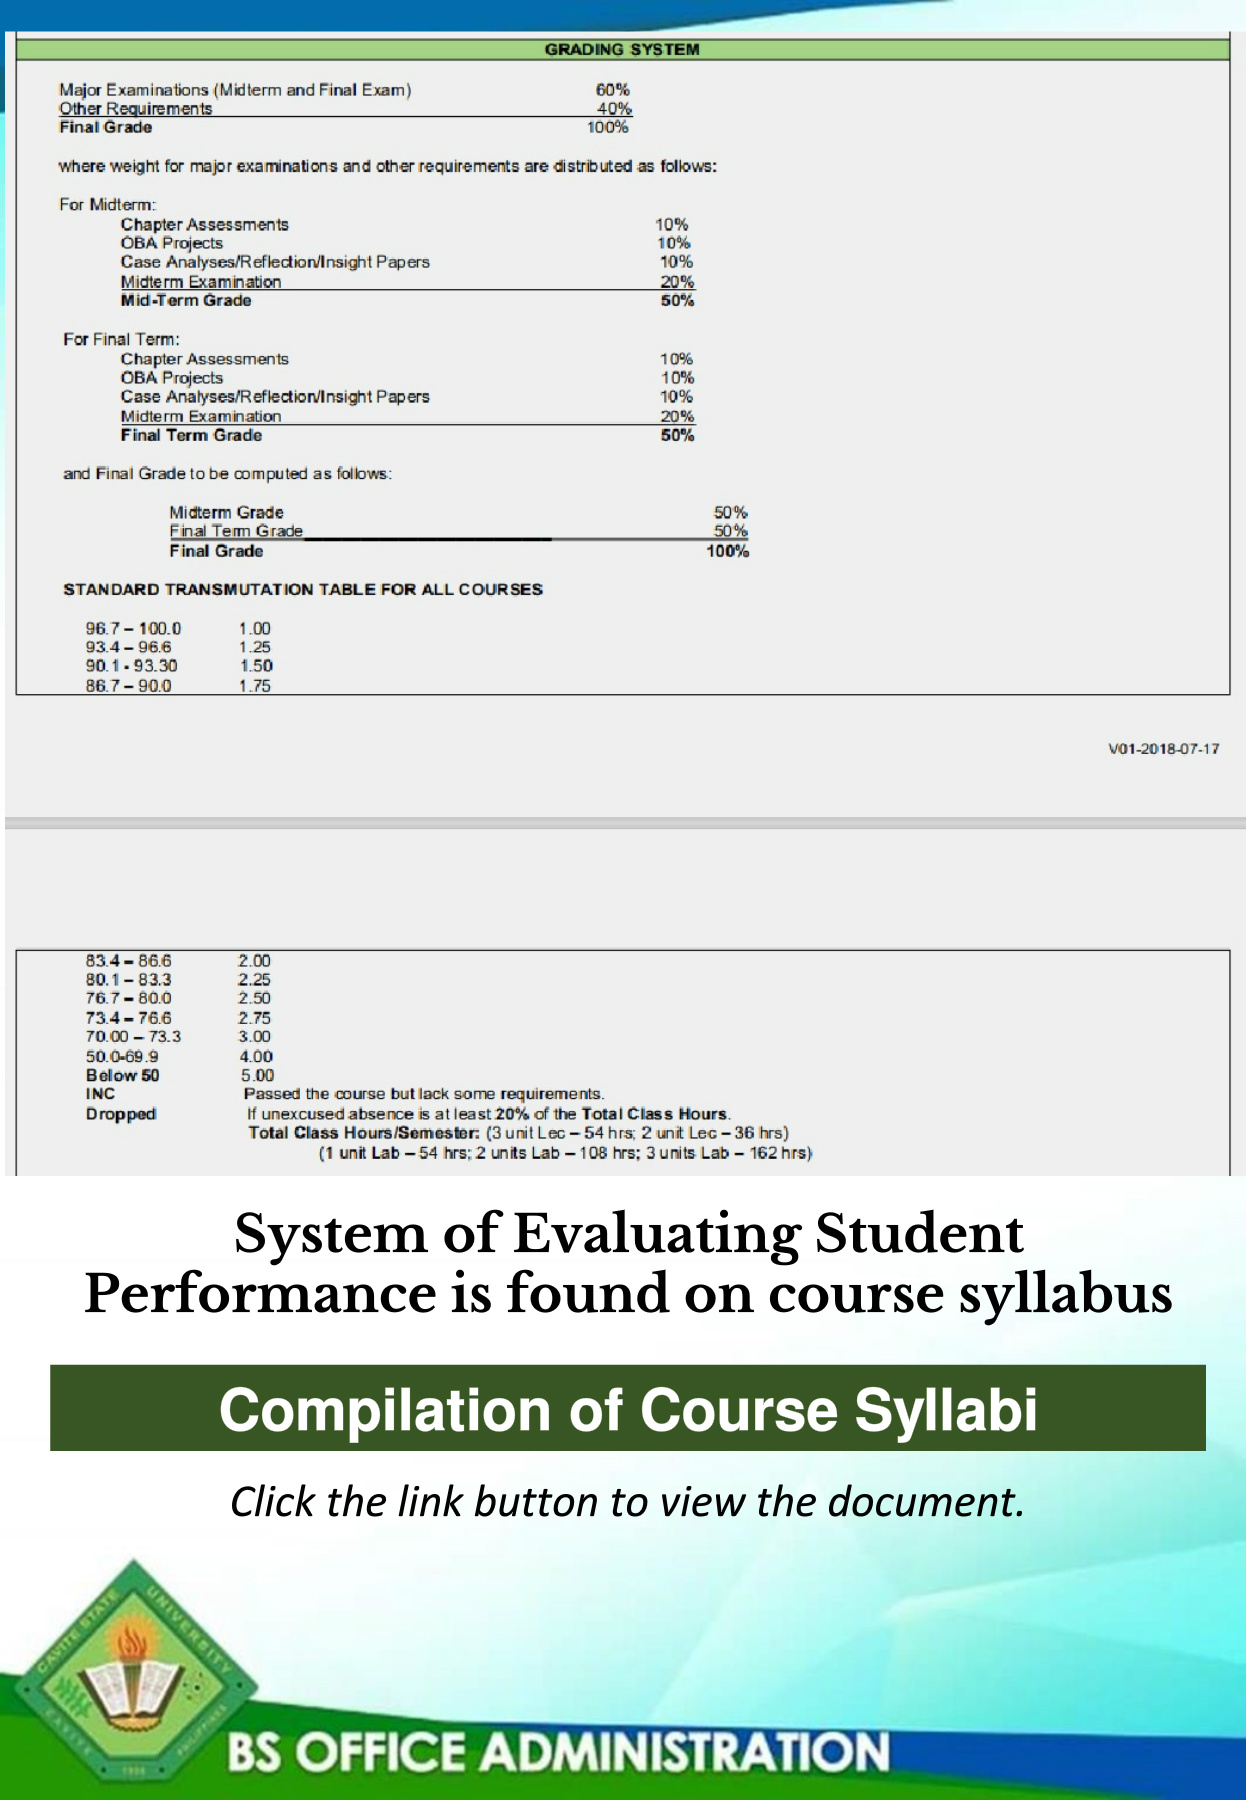 GRADING SYSTEM
Major Examinations (Midterm and Final Exam) 60%
Other Requirements 40%
Final Grade 100%
where weight for major examinations and other requirements are distributed as follows:
For Midterm:
Chapter Assessments 10%
OBA Projects 10%
Case Analyses/Reflection/Insight Papers 10%
Midterm Examination 20%
Mid-Term Grade 50%
For Final Term:
Chapter Assessments 10%
OBA Projects 10%
Case Analyses/Reflection/Insight Papers 10%
Midterm Examination 20%
Final Term Grade 50%
and Final Grade to be computed as follows:
Midterm Grade 50%
Final Term Grade 50%
Final Grade 100%
STANDARD TRANSMUTATION TABLE FOR ALL COURSES
96.7 – 100.0 1.00
93.4 – 96.6 1.25
90.1 - 93.30 1.50
86.7 – 90.0 1.75
V01-2018-07-17
83.4 – 86.6 2.00
80.1 – 83.3 2.25
76.7 – 80.0 2.50
73.4 – 76.6 2.75
70.00 – 73.3 3.00
50.0-69.9 4.00
Below 50 5.00
INC Passed the course but lack some requirements.
Dropped If unexcused absence is at least 20% of the Total Class Hours.
Total Class Hours/Semester: (3 unit Lec – 54 hrs; 2 unit Lec – 36 hrs)
(1 unit Lab – 54 hrs; 2 units Lab – 108 hrs; 3 units Lab – 162 hrs)
System of Evaluating Student
Performance is found on course syllabus
Compilation of Course Syllabi
Click the link button to view the document.
CAVITE STATE UNIVERSITY
CAVITE PHILIPPINES
BS OFFICE ADMINISTRATION